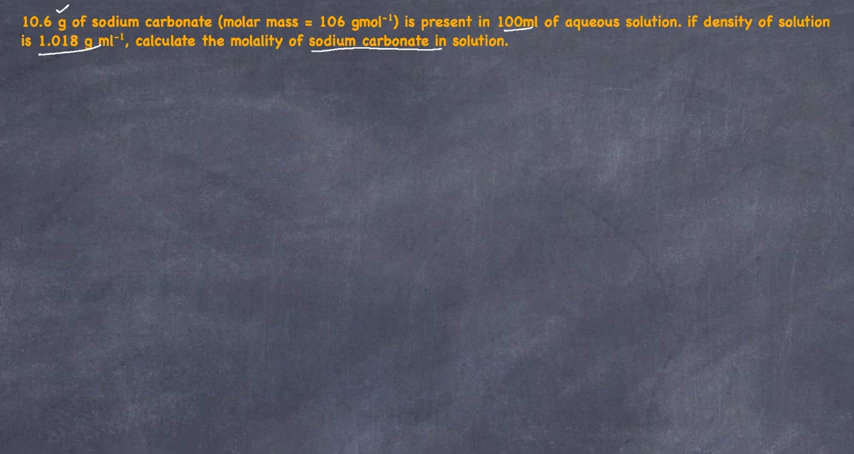 10.6 g of sodium carbonate (molar mass = 106 gmol⁻¹) is present in 100ml of aqueous solution. if density of solution
is 1.018 g ml⁻¹, calculate the molality of sodium carbonate in solution.